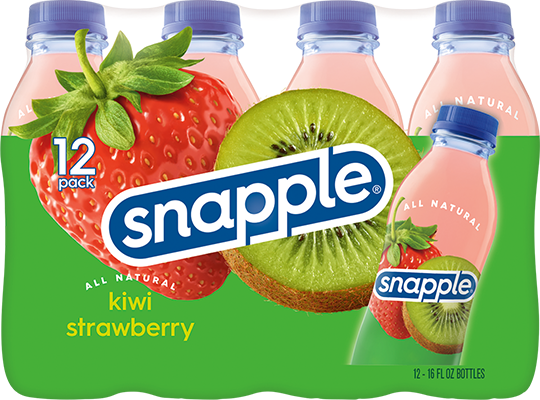 ALL NATURAL
12
pack
snapple®
ALL NATURAL
ALL NATURAL
kiwi
strawberry
snapple
12 - 16 FL OZ BOTTLES